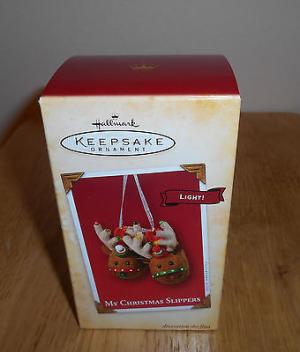 Hallmark
KEEPSAKE
ORNAMENT
LIGHT!
MY CHRISTMAS SLIPPERS